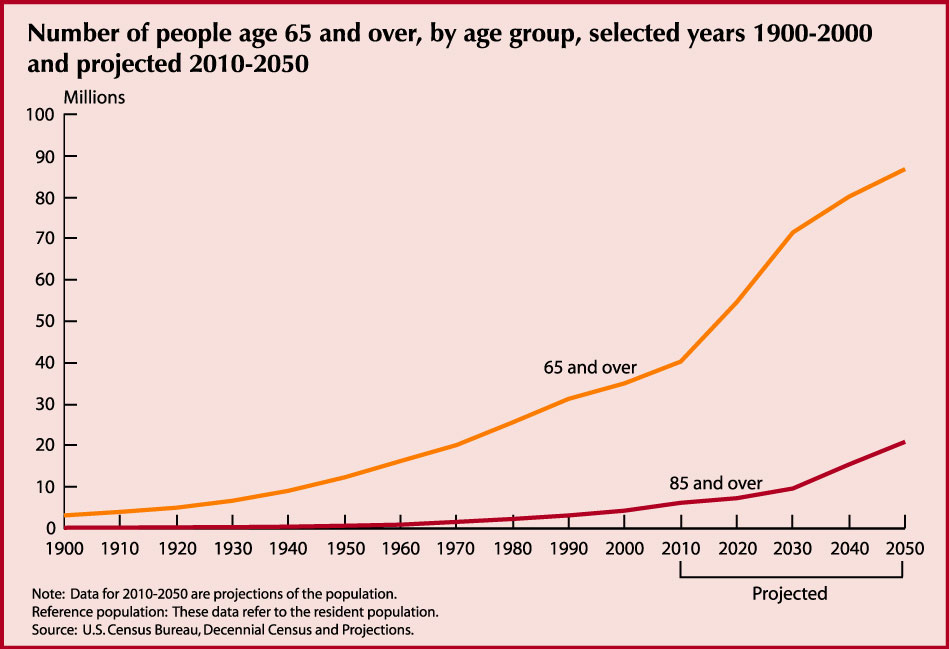 Number of people age 65 and over, by age group, selected years 1900-2000
and projected 2010-2050
Millions
100
90
80
70
60
50
40
30
20
10
0
65 and over
85 and over
1900 1910 1920 1930 1940 1950 1960 1970 1980 1990 2000 2010 2020 2030 2040 2050
Projected
Note: Data for 2010-2050 are projections of the population.
Reference population: These data refer to the resident population.
Source: U.S. Census Bureau, Decennial Census and Projections.